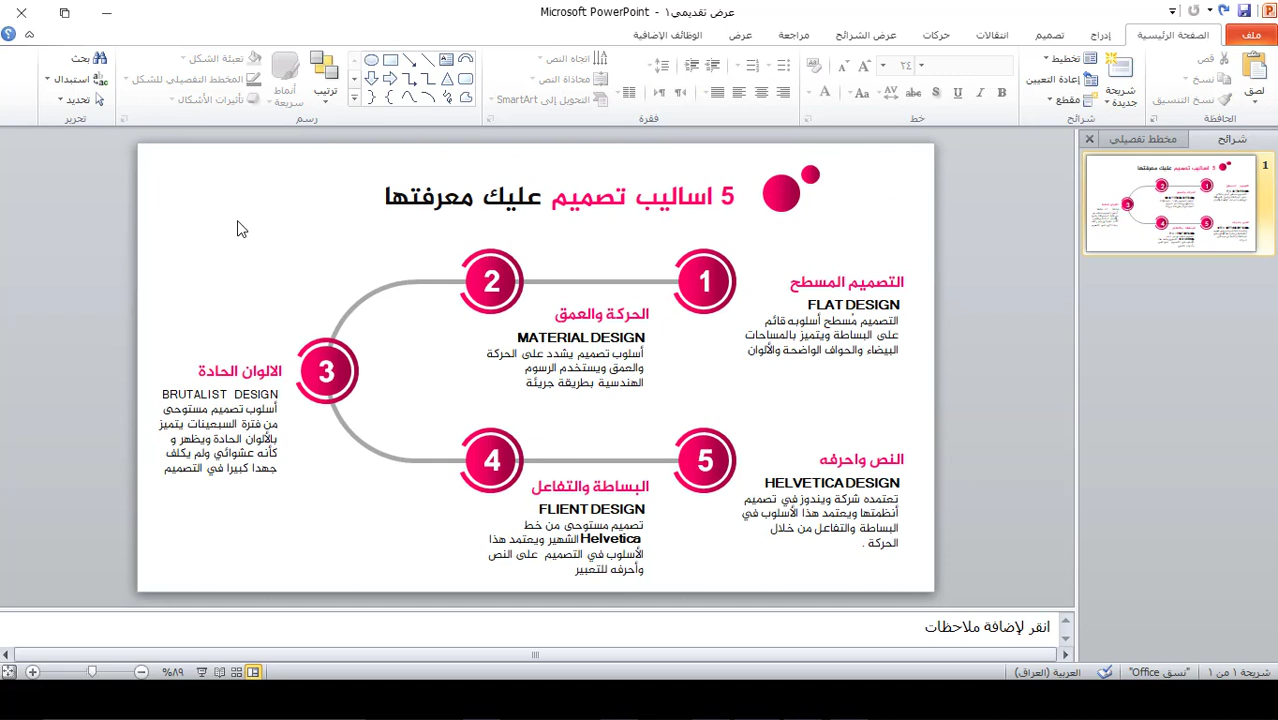 عرض تقديمي١ - Microsoft PowerPoint
ملف
الصفحة الرئيسية
إدراج
تصميم
انتقالات
حركات
عرض الشرائح
مراجعة
عرض
الوظائف الإضافية
لصق
قص
نسخ
نسخ التنسيق
الحافظة
شريحة جديدة
تخطيط
إعادة التعيين
مقطع
شرائح
٢٤
خط
اتجاه النص
محاذاة النص
التحويل إلى SmartArt
فقرة
ترتيب
أنماط سريعة
تعبئة الشكل
المخطط التفصيلي للشكل
تأثيرات الأشكال
رسم
بحث
استبدال
تحديد
تحرير
شرائح
مخطط تفصيلي
1
5 اساليب تصميم عليك معرفتها
1
التصميم المسطح
FLAT DESIGN
التصميم مُسطح أسلوبه قائم
على البساطة ويتميز بالمساحات
البيضاء والحواف الواضحة والألوان
2
الحركة والعمق
MATERIAL DESIGN
أسلوب تصميم يشدد على الحركة
والعمق ويستخدم الرسوم
الهندسية بطريقة جريئة
3
الالوان الحادة
BRUTALIST DESIGN
أسلوب تصميم مستوحى
من فترة السبعينات يتميز
بالألوان الحادة ويظهر و
كأنه عشوائي ولم يكلف
جهدا كبيرا في التصميم
4
البساطة والتفاعل
FLIENT DESIGN
تصميم مستوحى من خط
Helvetica الشهير ويعتمد هذا
الأسلوب في التصميم على النص
وأحرفه للتعبير
5
النص واحرفه
HELVETICA DESIGN
تعتمده شركة ويندوز في تصميم
أنظمتها ويعتمد هذا الأسلوب في
البساطة والتفاعل من خلال
الحركة .
انقر لإضافة ملاحظات
شريحة ١ من ١
"نسق Office"
العربية (العراق)
٨٩%